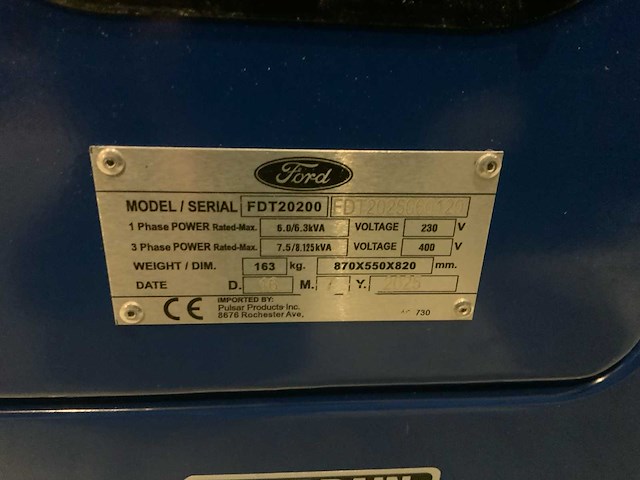 Ford
MODEL / SERIAL FDT20200
1 Phase POWER Rated-Max. 6.0/6.3kVA VOLTAGE 230 V
3 Phase POWER Rated-Max. 7.5/8.125kVA VOLTAGE 400 V
WEIGHT / DIM. 163 kg. 870X550X820 mm.
DATE D. M. Y.
CE
IMPORTED BY:
Pulsar Products Inc.
8676 Rochester Ave. 730